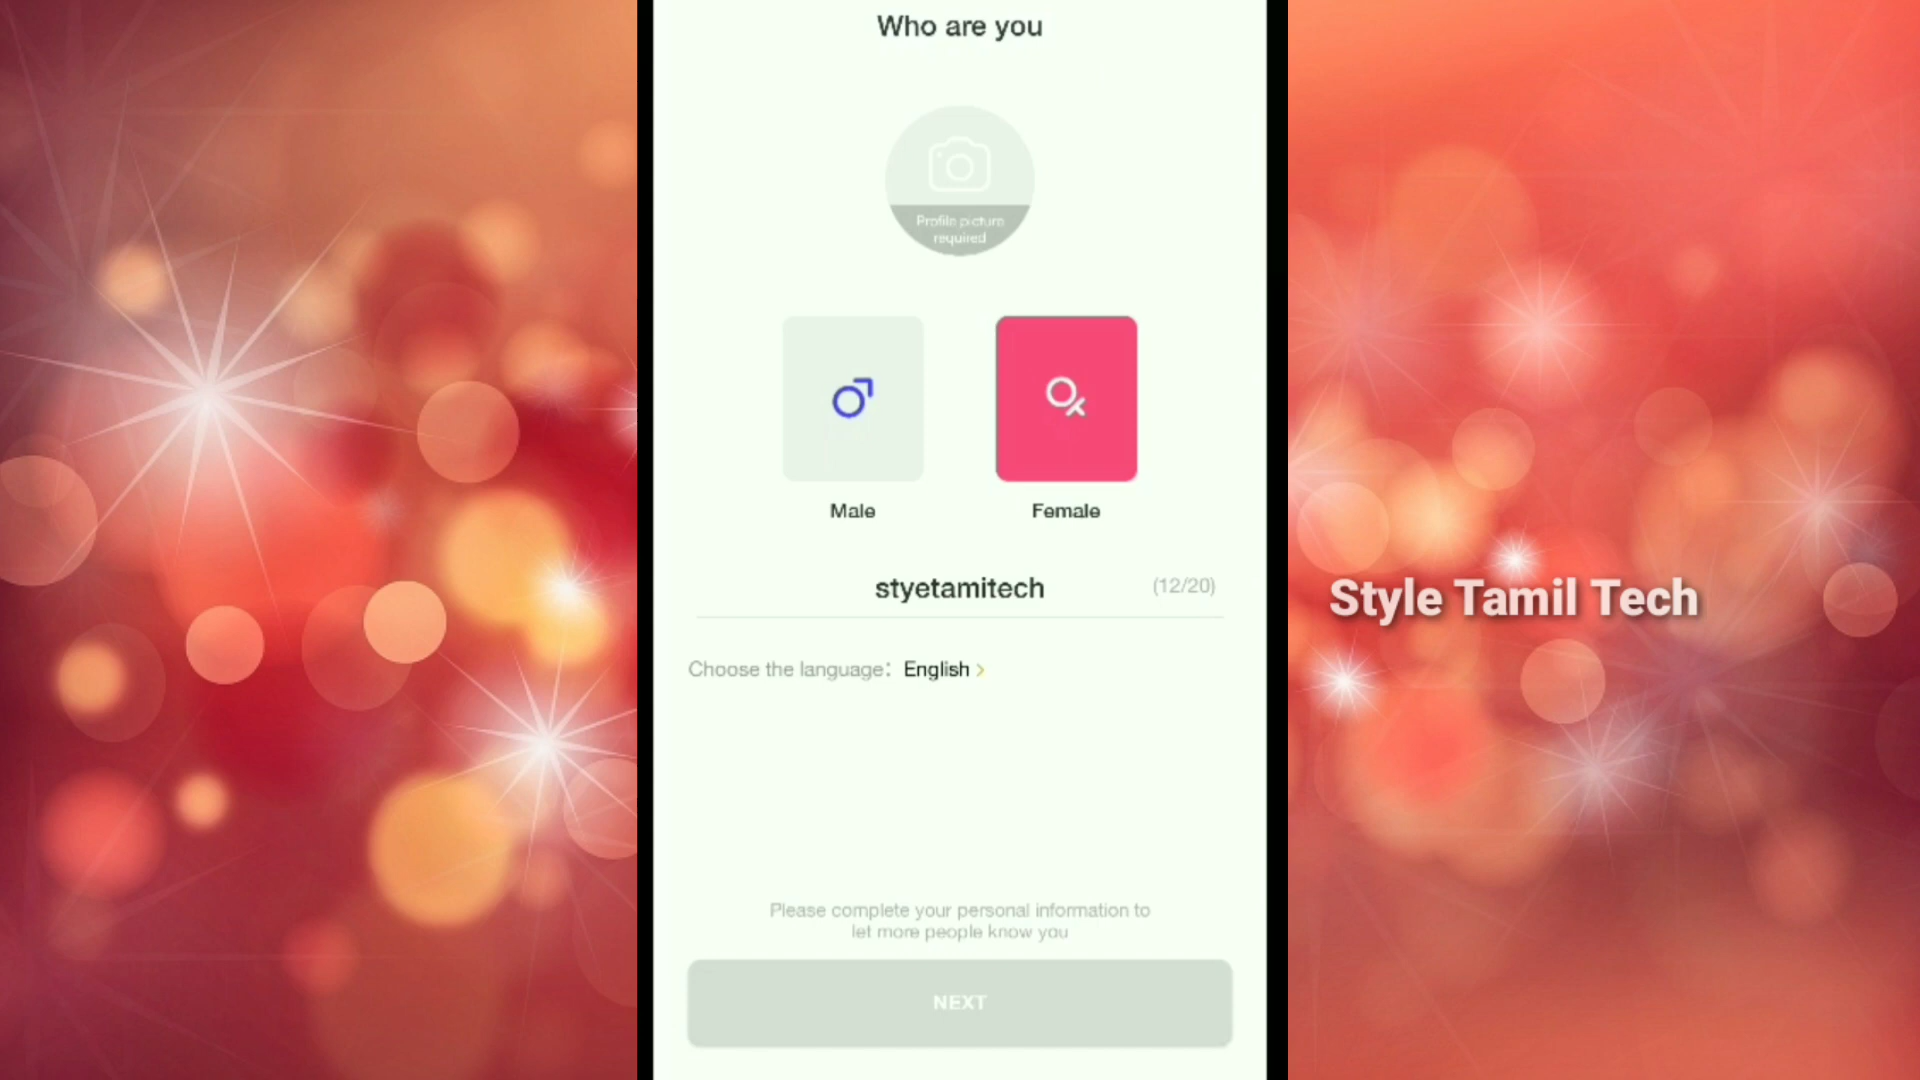 Who are you
Profile picture
required
Male
Female
styetamitech
(12/20)
Choose the language: English >
Style Tamil Tech
Please complete your personal information to
let more people know you
NEXT